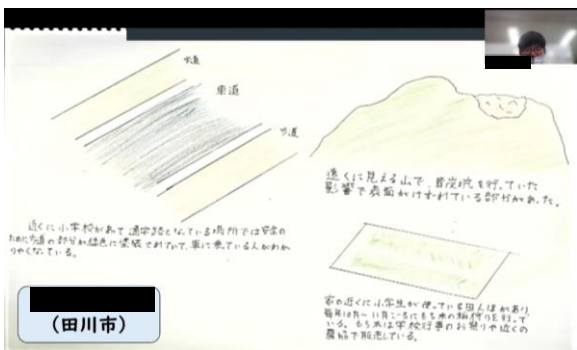 歩道
車道
歩道
近くに小学校があって通学路となっている場所では安全の
ために歩道の部分が緑色に塗装されていて、車に乗っている人がわか
りやすくなっている。
遠くに見える山で、昔炭坑を行っていた
影響で表面がけずれている部分があった。
家の近くに小学生が使っている田んぼがあり、
毎年10月〜11月ごろにもち米の稲狩りを行って
いる。もち米は学校行事のお祭りや近くの
農協で販売している。
(田川市)